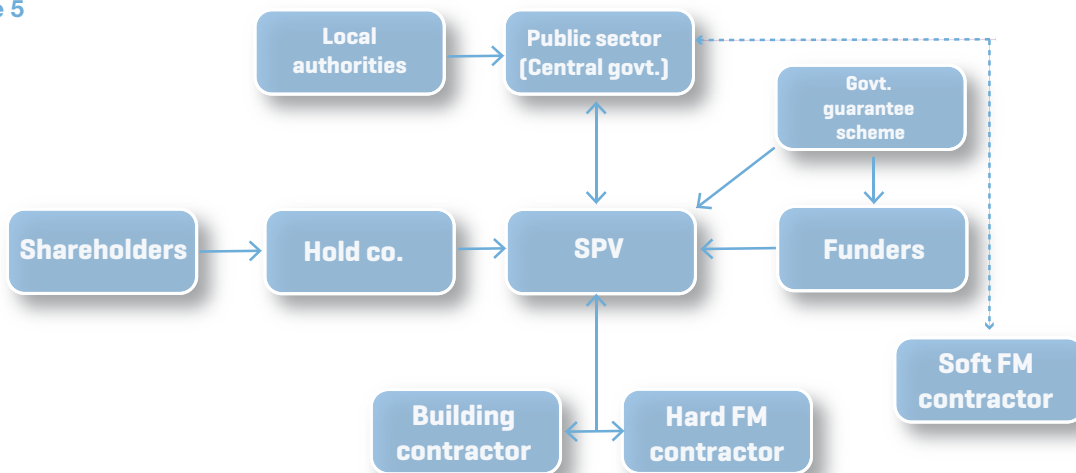 5
Local
authorities
Public sector
(Central govt.)
Govt.
guarantee
scheme
Shareholders
Hold co.
SPV
Funders
Soft FM
contractor
Building
contractor
Hard FM
contractor